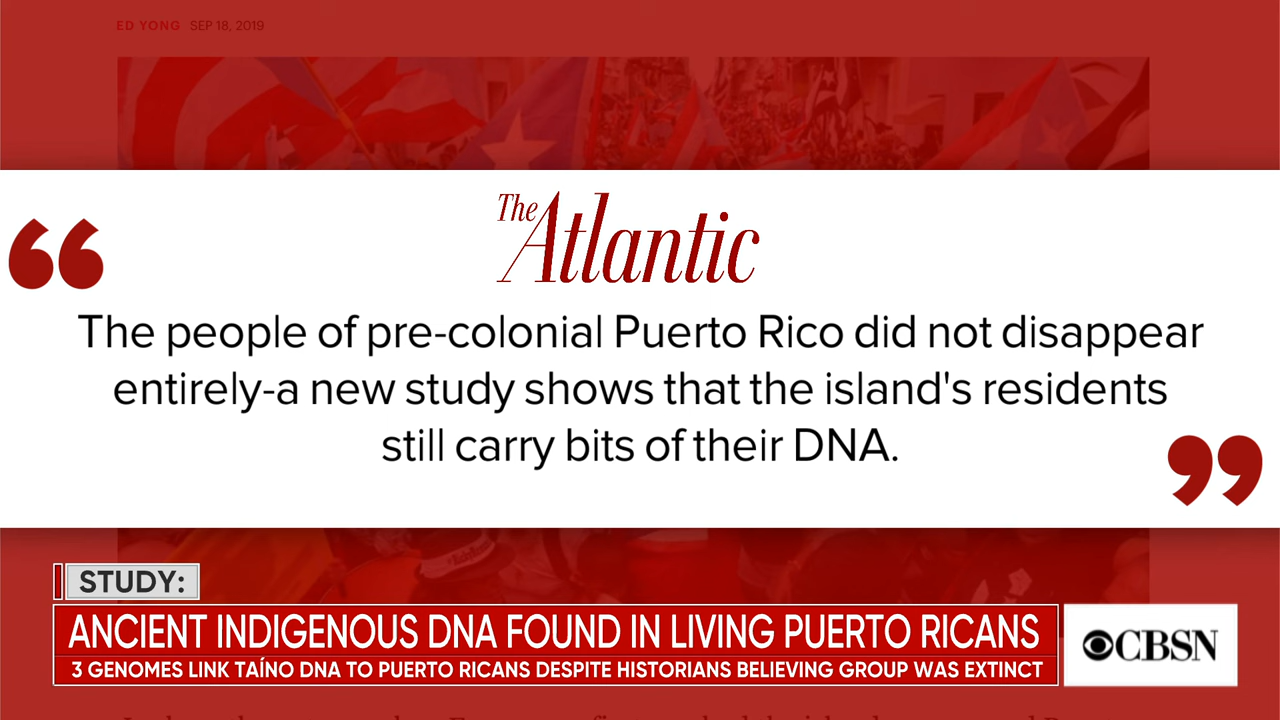 ED YONG SEP 18, 2019
The Atlantic
“
The people of pre-colonial Puerto Rico did not disappear
entirely-a new study shows that the island's residents
still carry bits of their DNA.
”
STUDY:
ANCIENT INDIGENOUS DNA FOUND IN LIVING PUERTO RICANS
3 GENOMES LINK TAÍNO DNA TO PUERTO RICANS DESPITE HISTORIANS BELIEVING GROUP WAS EXTINCT
CBSN